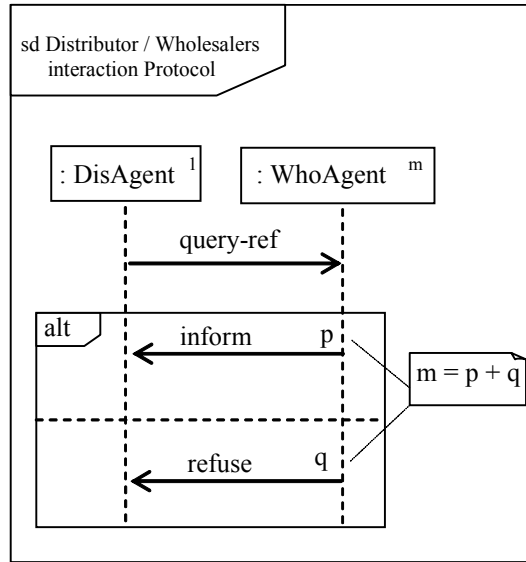 sd Distributor / Wholesalers
interaction Protocol
: DisAgent 1
: WhoAgent m
query-ref
alt
inform
p
m = p + q
refuse
q